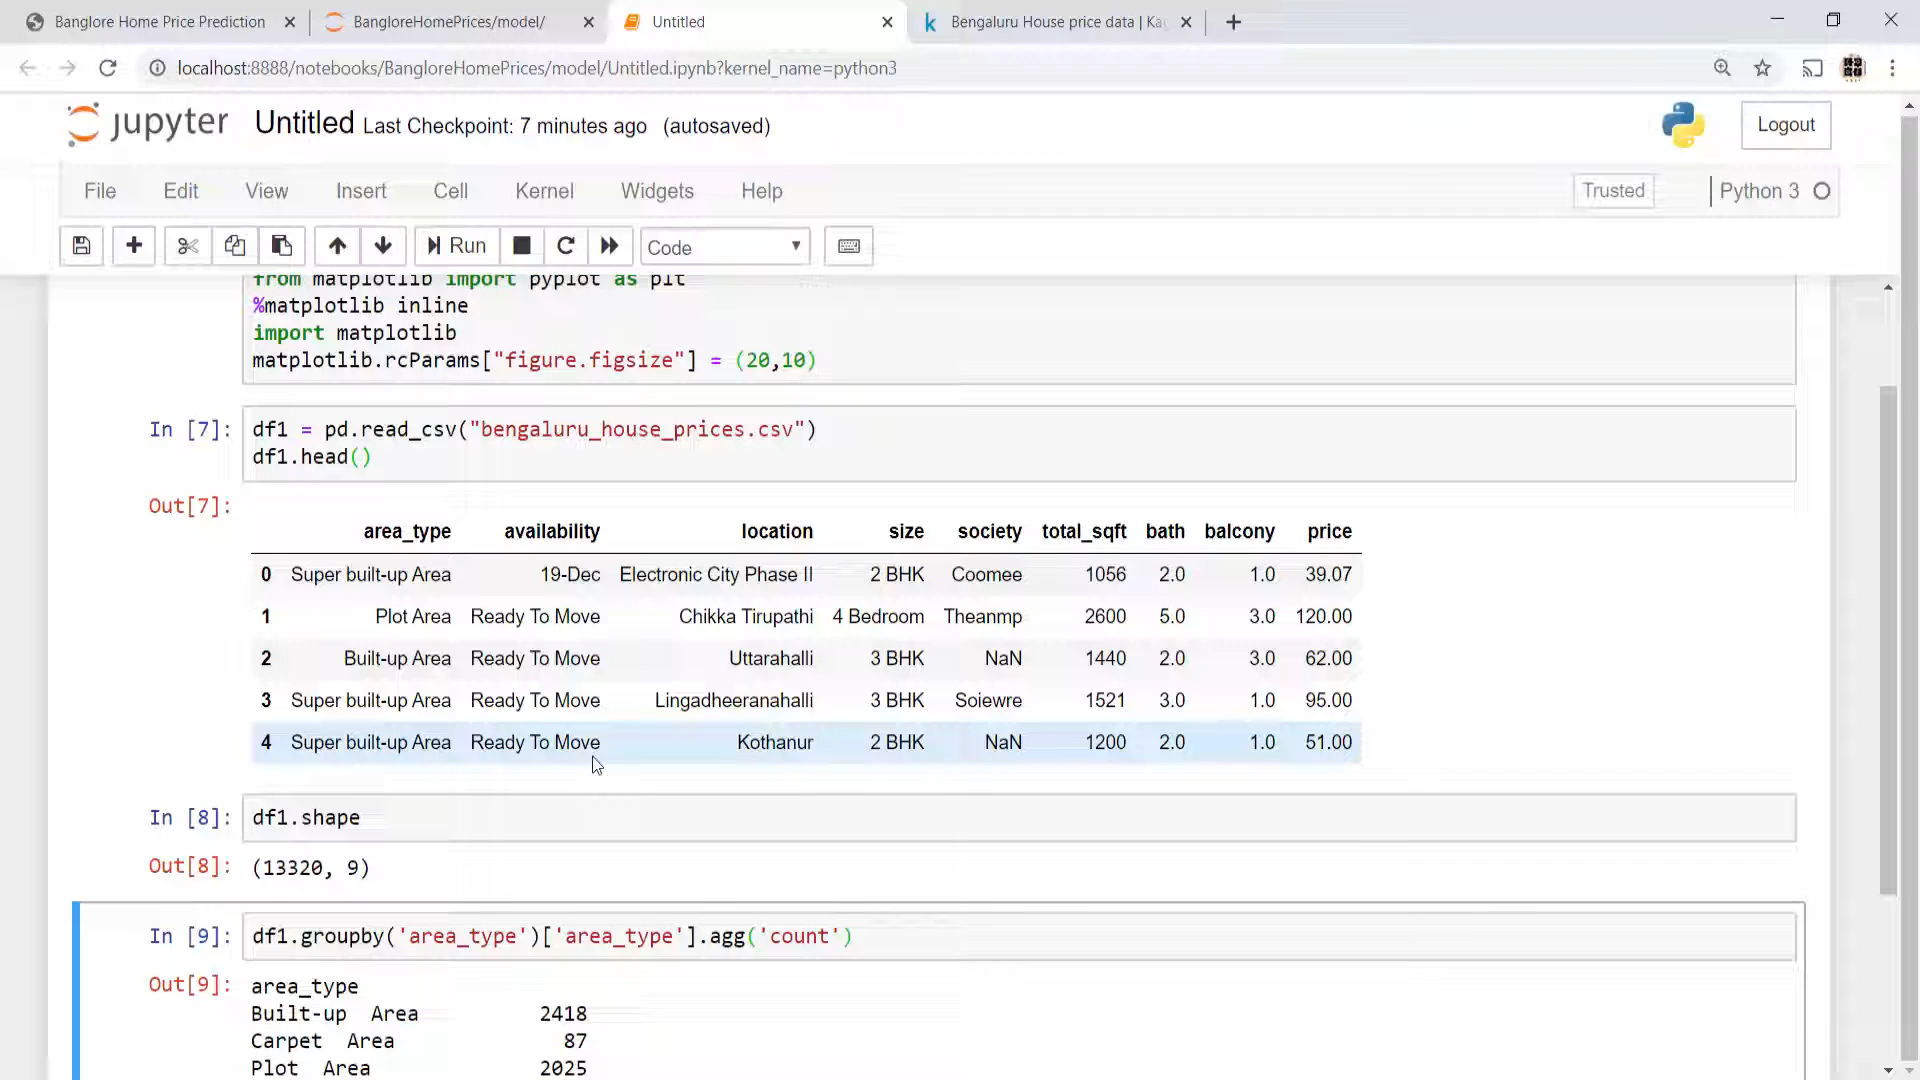 Banglore Home Price Prediction
BangloreHomePrices/model/
Untitled
Bengaluru House price data | Ka
localhost:8888/notebooks/BangloreHomePrices/model/Untitled.ipynb?kernel_name=python3
jupyter Untitled Last Checkpoint: 7 minutes ago (autosaved)
Logout
File Edit View Insert Cell Kernel Widgets Help
Trusted Python 3
Run Code
from matplotlib import pyplot as plt
%matplotlib inline
import matplotlib
matplotlib.rcParams["figure.figsize"] = (20,10)
In [7]: df1 = pd.read_csv("bengaluru_house_prices.csv")
df1.head()
Out[7]:
area_type availability location size society total_sqft bath balcony price
0 Super built-up Area 19-Dec Electronic City Phase II 2 BHK Coomee 1056 2.0 1.0 39.07
1 Plot Area Ready To Move Chikka Tirupathi 4 Bedroom Theanmp 2600 5.0 3.0 120.00
2 Built-up Area Ready To Move Uttarahalli 3 BHK NaN 1440 2.0 3.0 62.00
3 Super built-up Area Ready To Move Lingadheeranahalli 3 BHK Soiewre 1521 3.0 1.0 95.00
4 Super built-up Area Ready To Move Kothanur 2 BHK NaN 1200 2.0 1.0 51.00
In [8]: df1.shape
Out[8]: (13320, 9)
In [9]: df1.groupby('area_type')['area_type'].agg('count')
Out[9]: area_type
Built-up Area 2418
Carpet Area 87
Plot Area 2025